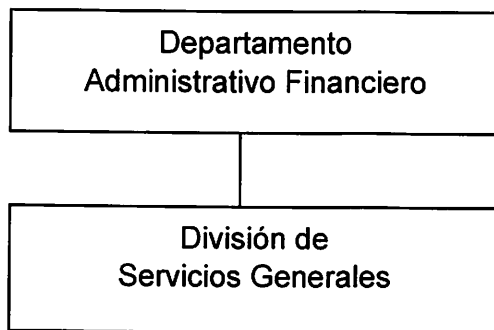 Departamento
Administrativo Financiero
División de
Servicios Generales